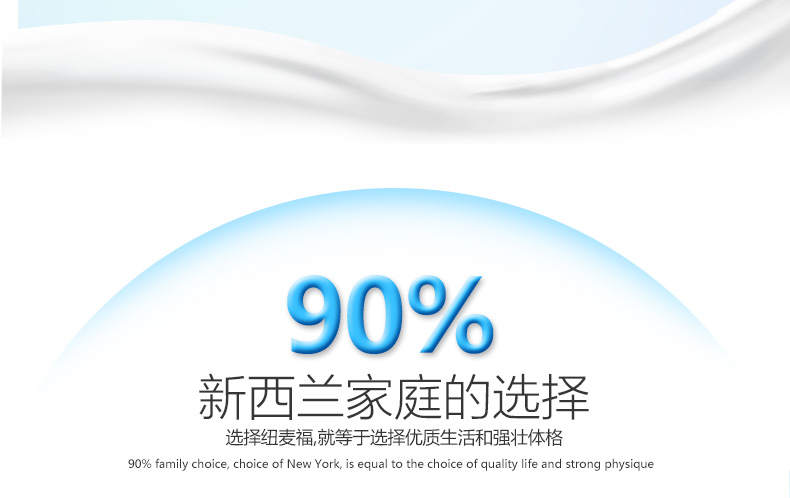 90%
新西兰家庭的选择
选择纽麦福,就等于选择优质生活和强壮体格
90% family choice, choice of New York, is equal to the choice of quality life and strong physique